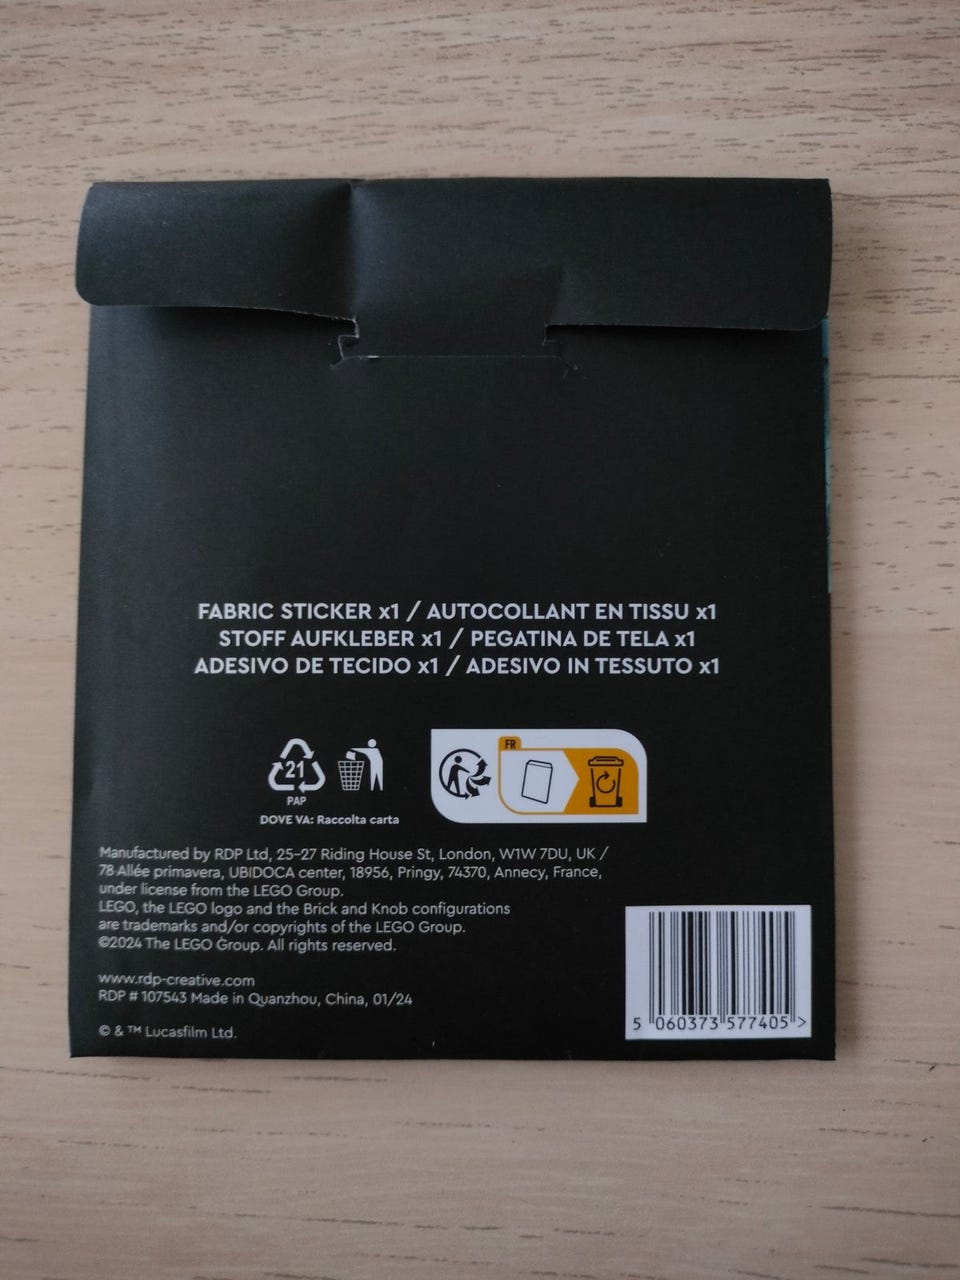 FABRIC STICKER x1 / AUTOCOLLANT EN TISSU x1
STOFF AUFKLEBER x1 / PEGATINA DE TELA x1
ADESIVO DE TECIDO x1 / ADESIVO IN TESSUTO x1
21
PAP
DOVE VA: Raccolta carta
FR
Manufactured by RDP Ltd, 25-27 Riding House St, London, W1W 7DU, UK /
78 Allée primavera, UBIDOCA center, 18956, Pringy, 74370, Annecy, France,
under license from the LEGO Group.
LEGO, the LEGO logo and the Brick and Knob configurations
are trademarks and/or copyrights of the LEGO Group.
©2024 The LEGO Group. All rights reserved.
www.rdp-creative.com
RDP # 107543 Made in Quanzhou, China, 01/24
© & ™ Lucasfilm Ltd.
5 060373 577405 >